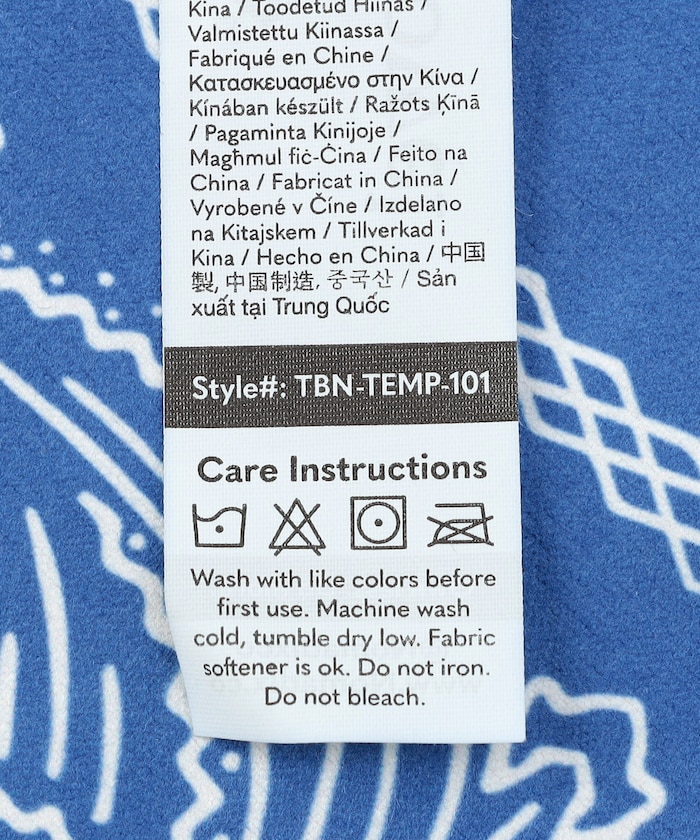 Kina / Toodetud Hiinas /
Valmistettu Kiinassa /
Fabriqué en Chine /
Κατασκευασμένο στην Κίνα /
Kínában készült / Ražots Ķīnā
/ Pagaminta Kinijoje /
Magħmul fiċ-Ċina / Feito na
China / Fabricat in China /
Vyrobené v Číne / Izdelano
na Kitajskem / Tillverkad i
Kina / Hecho en China / 中国
製, 中国制造, 중국산 / Sản
xuất tại Trung Quốc
Style#: TBN-TEMP-101
Care Instructions
Wash with like colors before
first use. Machine wash
cold, tumble dry low. Fabric
softener is ok. Do not iron.
Do not bleach.